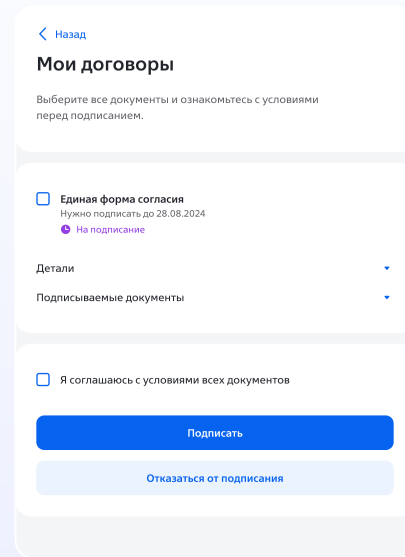 Назад
Мои договоры
Выберите все документы и ознакомьтесь с условиями
перед подписанием.
Единая форма согласия
Нужно подписать до 28.08.2024
На подписание
Детали
Подписываемые документы
Я соглашаюсь с условиями всех документов
Подписать
Отказаться от подписания